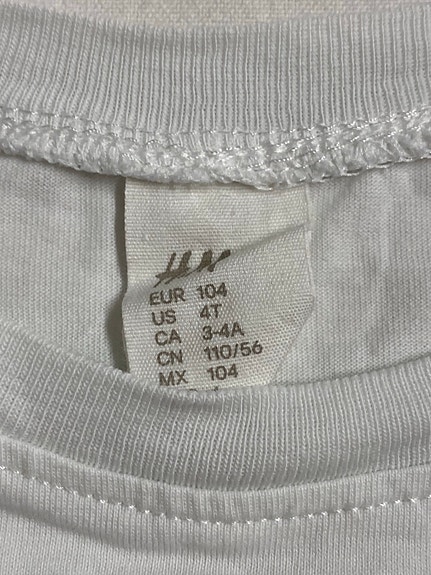 H&M
EUR 104
US 4T
CA 3-4A
CN 110/56
MX 104